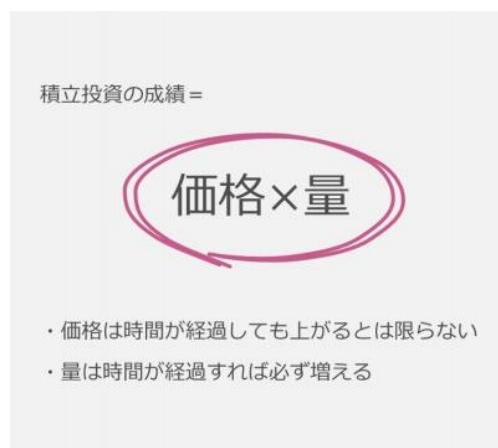 積立投資の成績＝
価格×量
・価格は時間が経過しても上がるとは限らない
・量は時間が経過すれば必ず増える